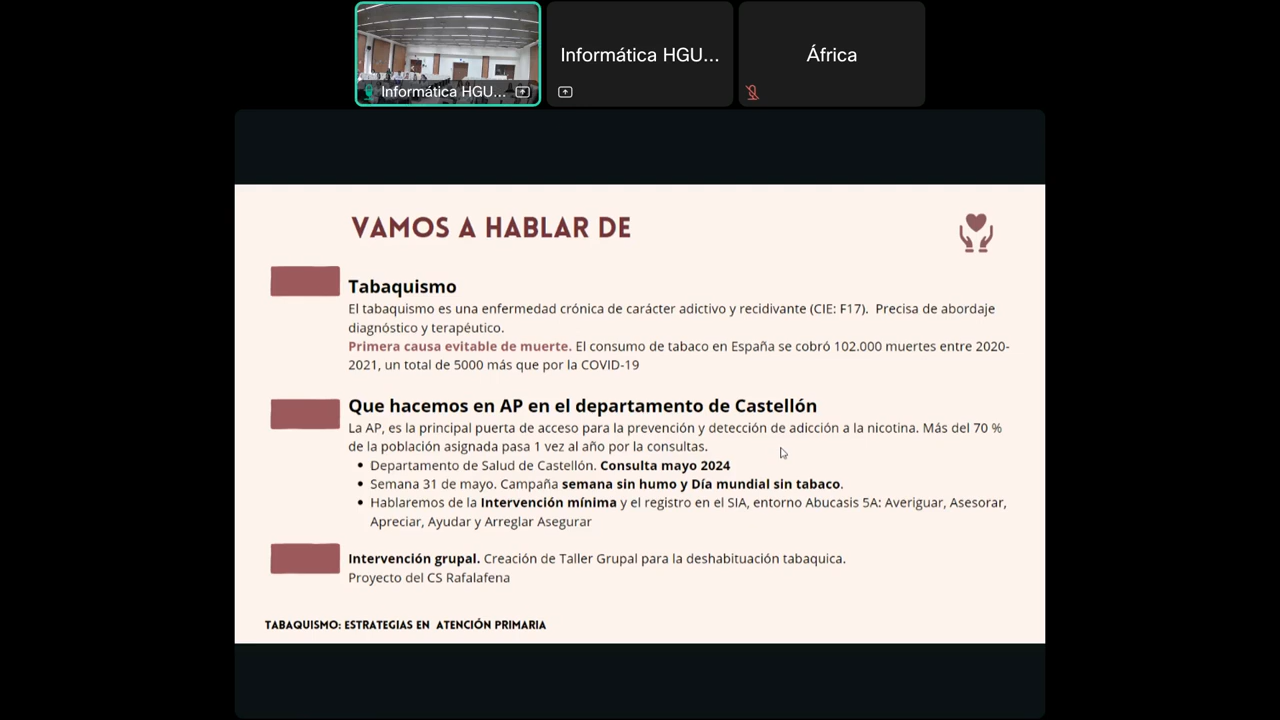 Informática HGU...
Informática HGU...
África
VAMOS A HABLAR DE
Tabaquismo
El tabaquismo es una enfermedad crónica de carácter adictivo y recidivante (CIE: F17). Precisa de abordaje
diagnóstico y terapéutico.
Primera causa evitable de muerte. El consumo de tabaco en España se cobró 102.000 muertes entre 2020-
2021, un total de 5000 más que por la COVID-19
Que hacemos en AP en el departamento de Castellón
La AP, es la principal puerta de acceso para la prevención y detección de adicción a la nicotina. Más del 70 %
de la población asignada pasa 1 vez al año por la consultas.
• Departamento de Salud de Castellón. Consulta mayo 2024
• Semana 31 de mayo. Campaña semana sin humo y Día mundial sin tabaco.
• Hablaremos de la Intervención mínima y el registro en el SIA, entorno Abucasis 5A: Averiguar, Asesorar,
Apreciar, Ayudar y Arreglar Asegurar
Intervención grupal. Creación de Taller Grupal para la deshabituación tabaquica.
Proyecto del CS Rafalafena
TABAQUISMO: ESTRATEGIAS EN ATENCIÓN PRIMARIA